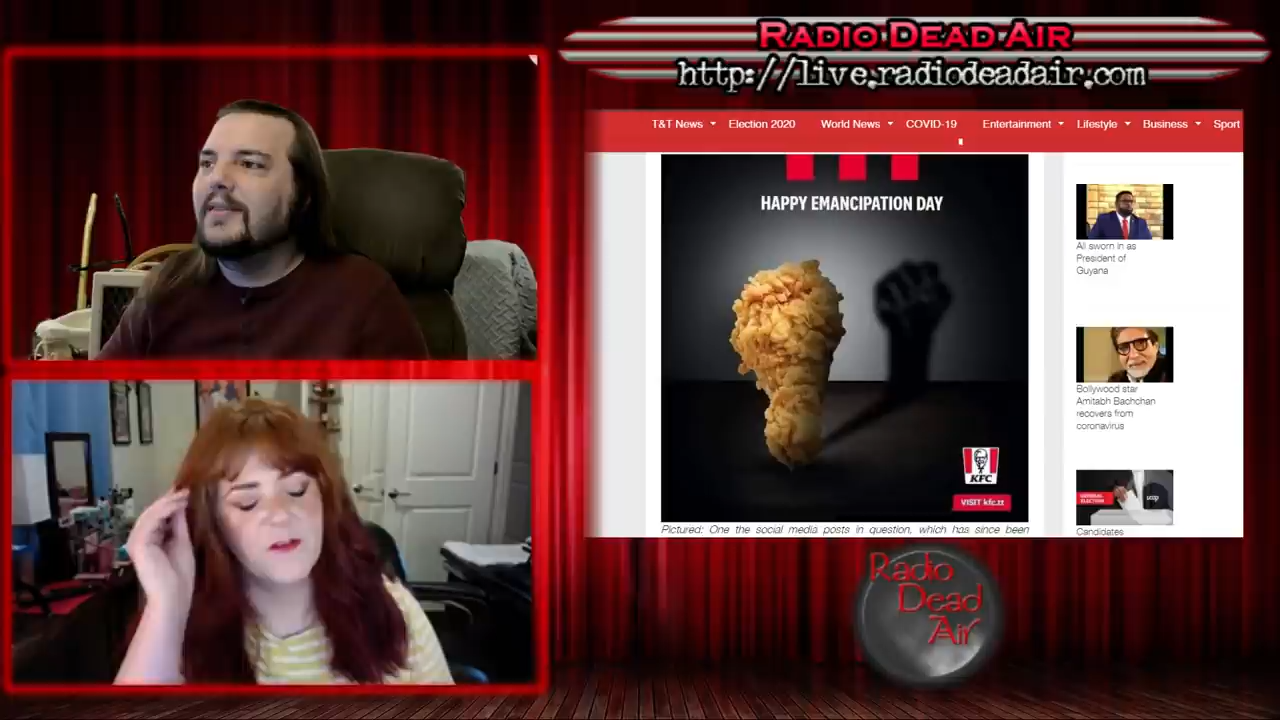 RADIO DEAD AIR
http://live.radiodeadair.com
T&T News Election 2020 World News COVID-19 Entertainment Lifestyle Business Sport
HAPPY EMANCIPATION DAY
KFC
VISIT kfc.tt
Pictured: One the social media posts in question, which has since been
Ali sworn in as
President of
Guyana
Bollywood star
Amitabh Bachchan
recovers from
coronavirus
Candidates
Radio
Dead
Air